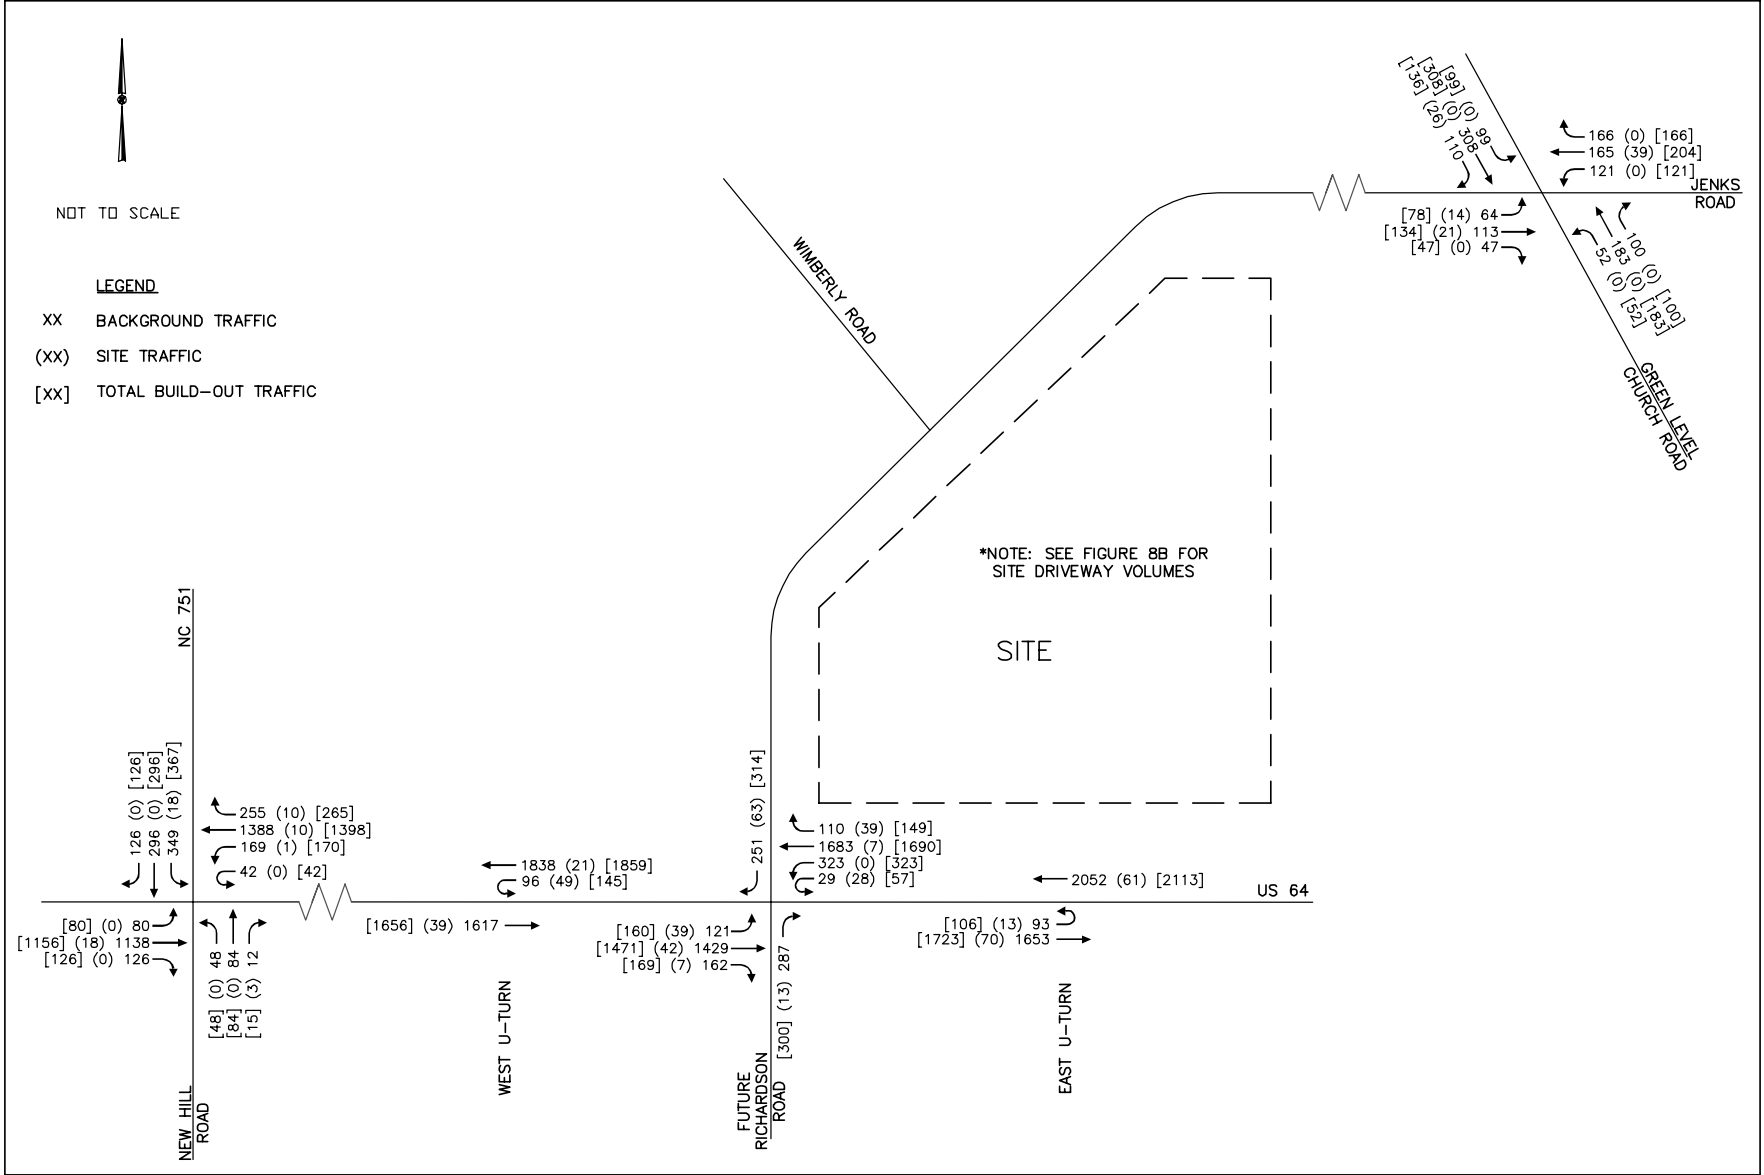 NOT TO SCALE
LEGEND
XX BACKGROUND TRAFFIC
(XX) SITE TRAFFIC
[XX] TOTAL BUILD-OUT TRAFFIC
[99] (0) 99
[308] (0) 308
[136] (26) 110
166 (0) [166]
165 (39) [204]
121 (0) [121]
JENKS
ROAD
[78] (14) 64
[134] (21) 113
[47] (0) 47
100 (0) [100]
183 (0) [183]
52 (0) [52]
GREEN LEVEL
CHURCH ROAD
WIMBERLY ROAD
*NOTE: SEE FIGURE 8B FOR
SITE DRIVEWAY VOLUMES
SITE
NC 751
126 (0) [126]
296 (0) [296]
349 (18) [367]
255 (10) [265]
1388 (10) [1398]
169 (1) [170]
42 (0) [42]
[80] (0) 80
[1156] (18) 1138
[126] (0) 126
[48] (0) 48
[84] (0) 84
[15] (3) 12
NEW HILL
ROAD
1838 (21) [1859]
96 (49) [145]
[1656] (39) 1617
WEST U-TURN
251 (63) [314]
110 (39) [149]
1683 (7) [1690]
323 (0) [323]
29 (28) [57]
[160] (39) 121
[1471] (42) 1429
[169] (7) 162
[300] (13) 287
FUTURE
RICHARDSON
ROAD
2052 (61) [2113]
US 64
[106] (13) 93
[1723] (70) 1653
EAST U-TURN